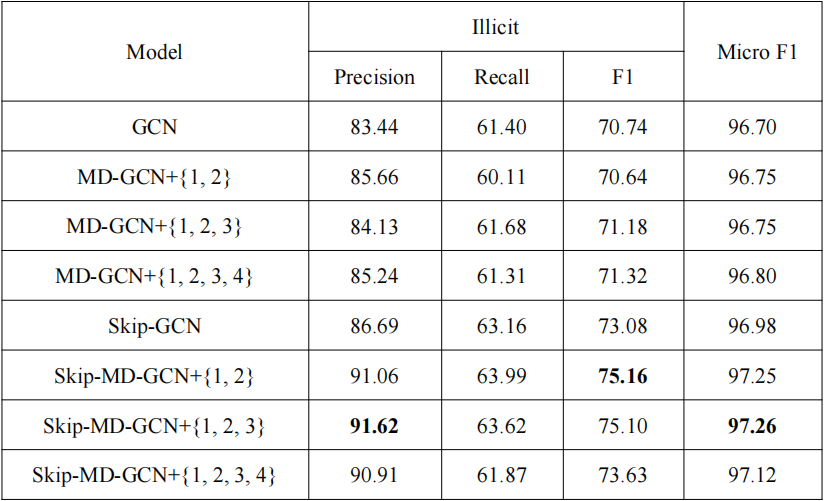 Model Illicit Micro F1
Precision Recall F1
GCN 83.44 61.40 70.74 96.70
MD-GCN+{1, 2} 85.66 60.11 70.64 96.75
MD-GCN+{1, 2, 3} 84.13 61.68 71.18 96.75
MD-GCN+{1, 2, 3, 4} 85.24 61.31 71.32 96.80
Skip-GCN 86.69 63.16 73.08 96.98
Skip-MD-GCN+{1, 2} 91.06 63.99 75.16 97.25
Skip-MD-GCN+{1, 2, 3} 91.62 63.62 75.10 97.26
Skip-MD-GCN+{1, 2, 3, 4} 90.91 61.87 73.63 97.12